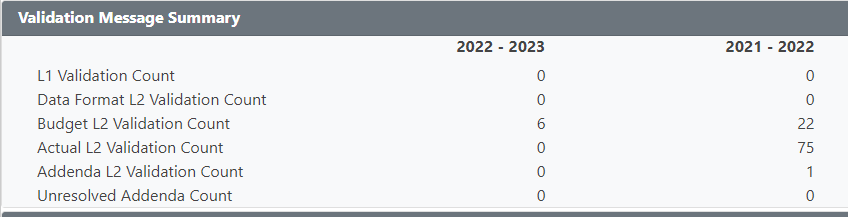 Validation Message Summary
2022 - 2023 2021 - 2022
L1 Validation Count 0 0
Data Format L2 Validation Count 0 0
Budget L2 Validation Count 6 22
Actual L2 Validation Count 0 75
Addenda L2 Validation Count 0 1
Unresolved Addenda Count 0 0